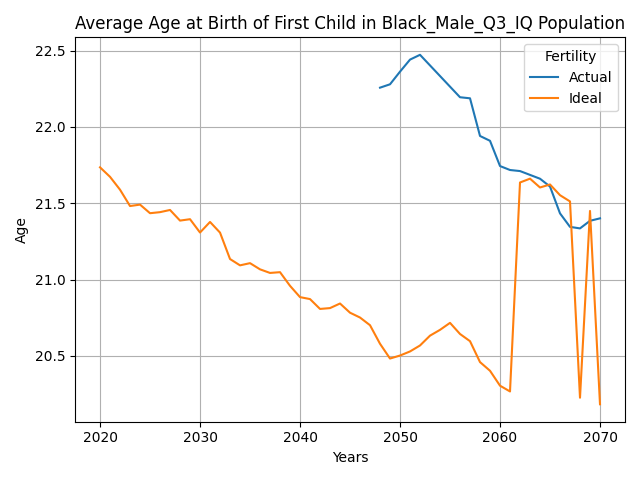 Average Age at Birth of First Child in Black_Male_Q3_IQ Population
Fertility
Actual
Ideal
22.5
22.0
21.5
21.0
20.5
Age
2020
2030
2040
2050
2060
2070
Years